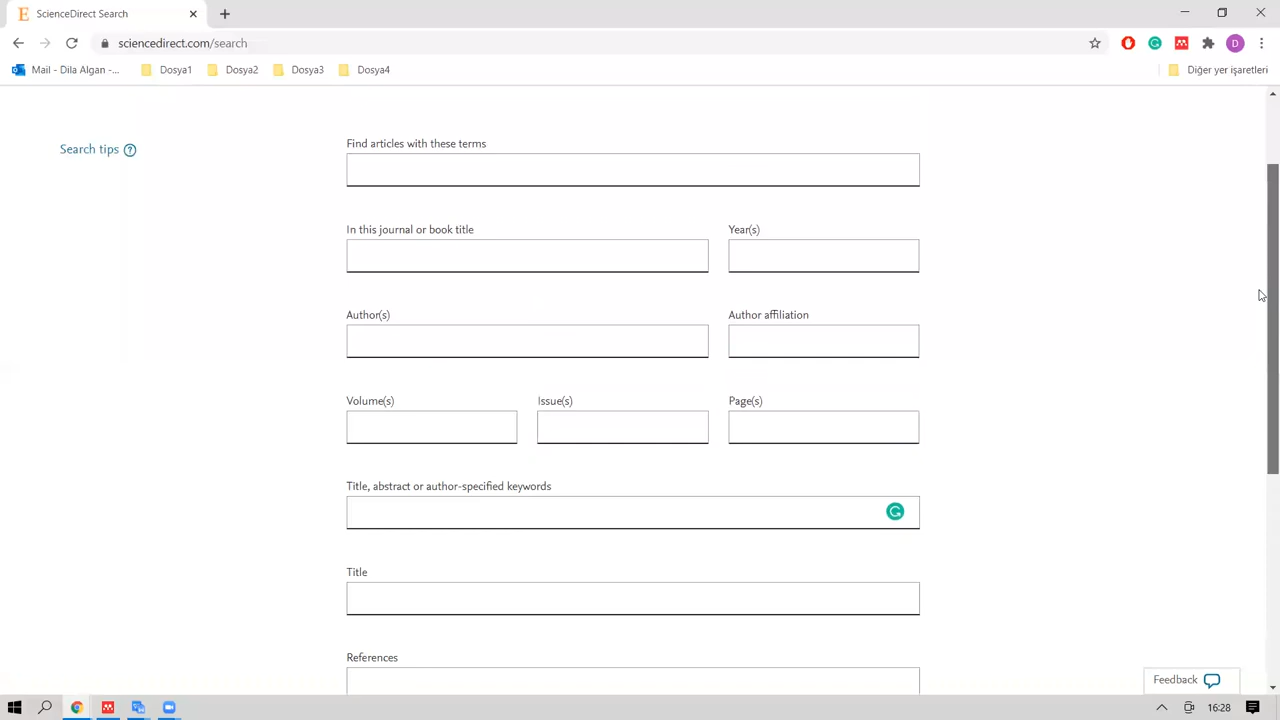 ScienceDirect Search
sciencedirect.com/search
D
Mail - Dila Algan -...
Dosya1
Dosya2
Dosya3
Dosya4
Diğer yer işaretleri
Search tips ?
Find articles with these terms
In this journal or book title
Year(s)
Author(s)
Author affiliation
Volume(s)
Issue(s)
Page(s)
Title, abstract or author-specified keywords
Title
References
Feedback
16:28